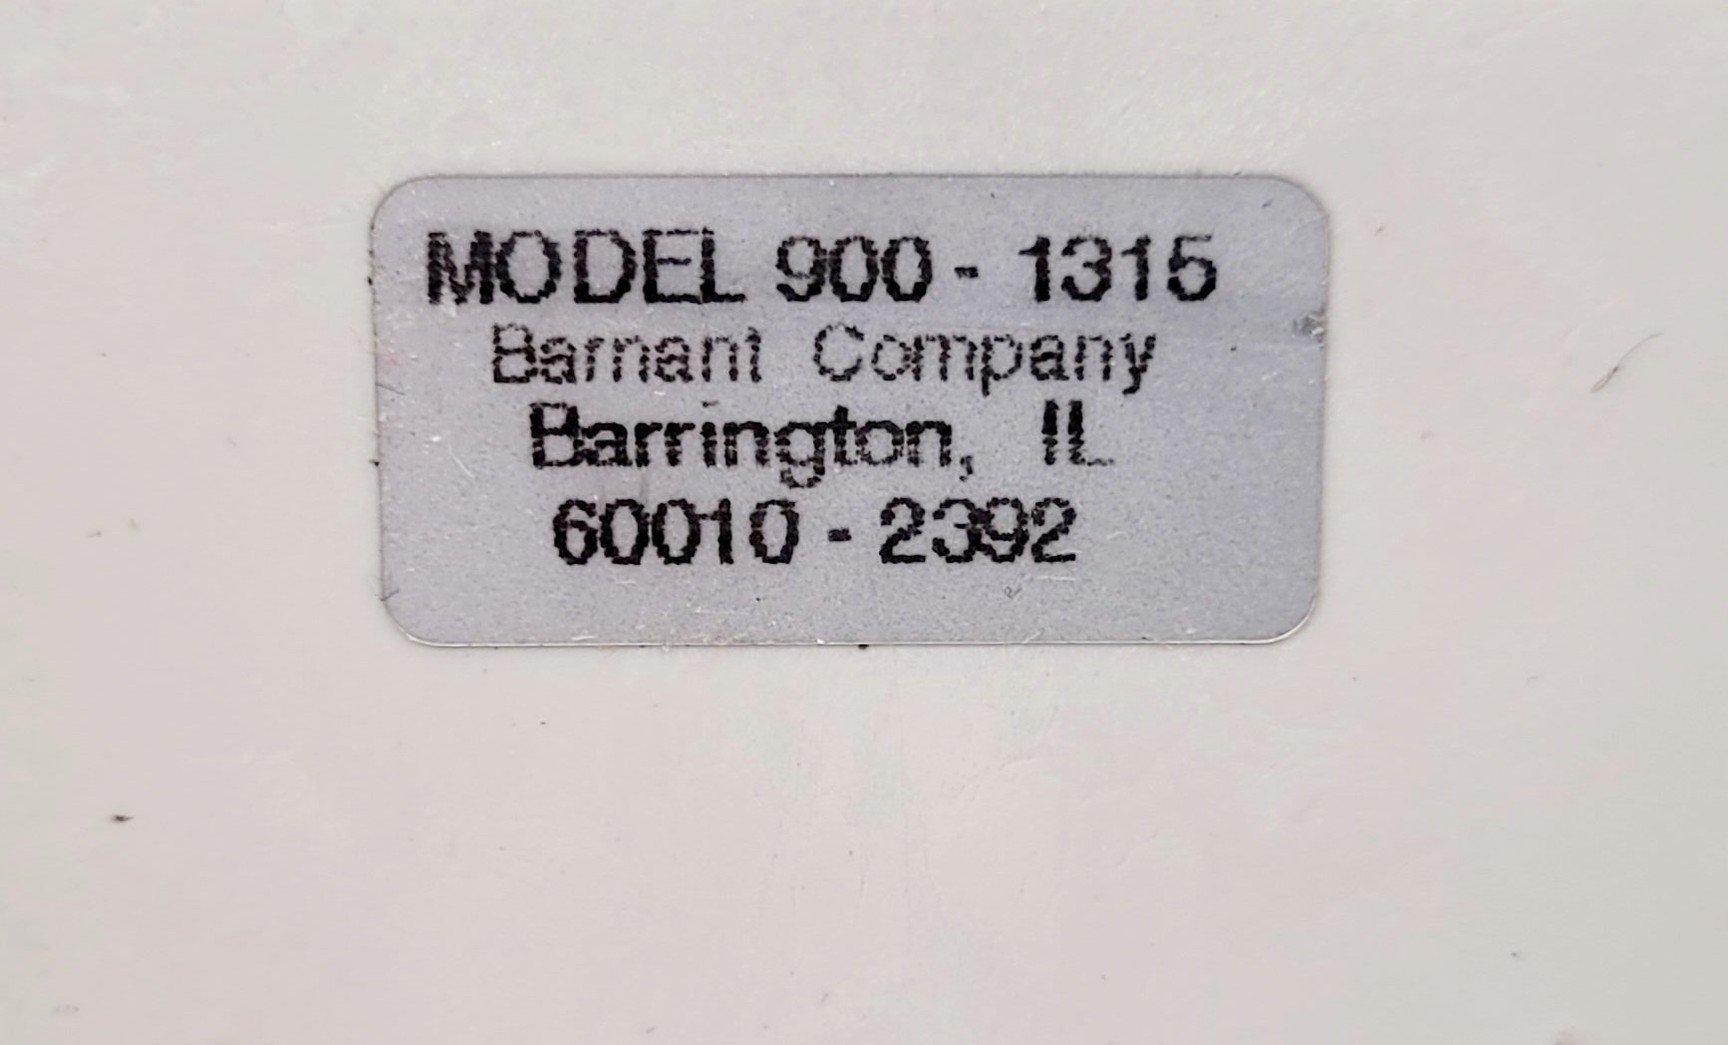 MODEL 900 - 1315
Barnant Company
Barrington, IL
60010 - 2392